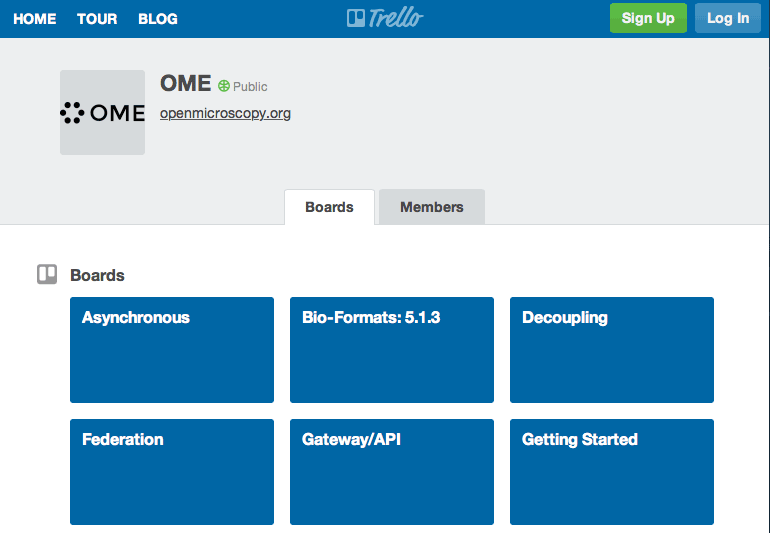 HOME TOUR BLOG Trello Sign Up Log In
OME
OME Public
openmicroscopy.org
Boards Members
Boards
Asynchronous Bio-Formats: 5.1.3 Decoupling
Federation Gateway/API Getting Started